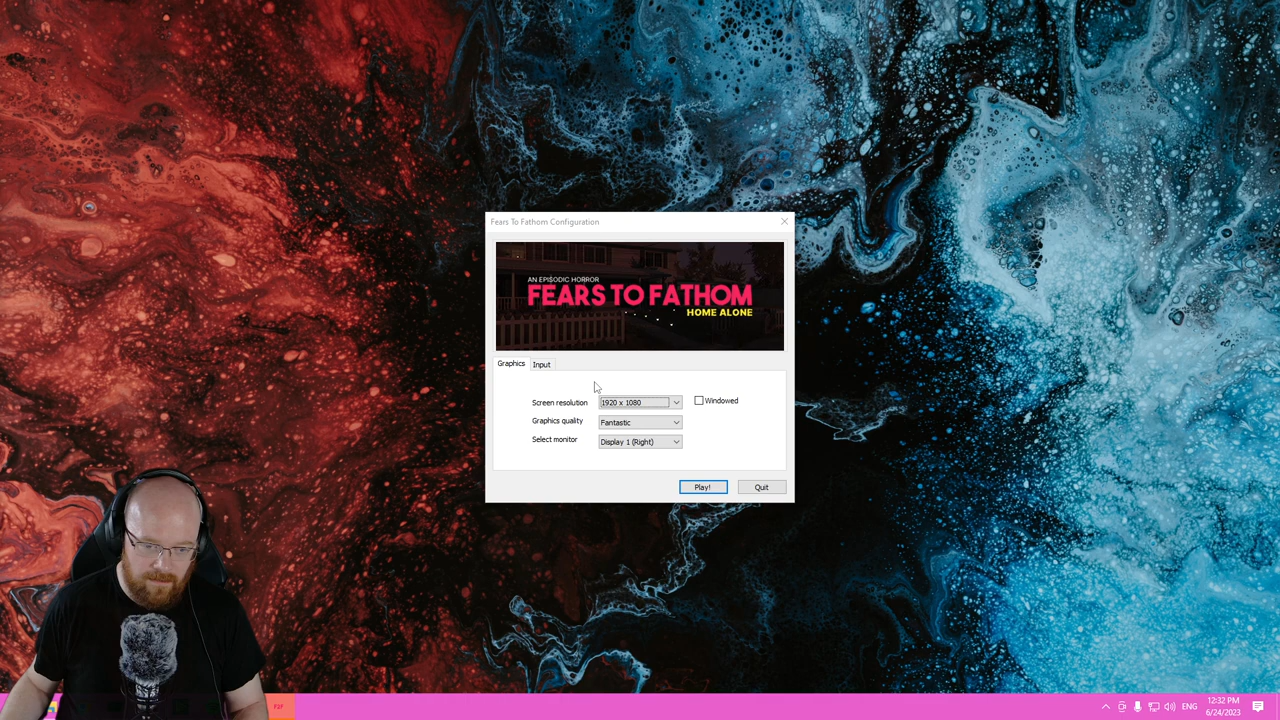 Fears To Fathom Configuration
AN EPISODIC HORROR
FEARS TO FATHOM
HOME ALONE
Graphics
Input
Screen resolution
1920 x 1080
Windowed
Graphics quality
Fantastic
Select monitor
Display 1 (Right)
Play!
Quit
F2F
ENG
12:32 PM
6/24/2023